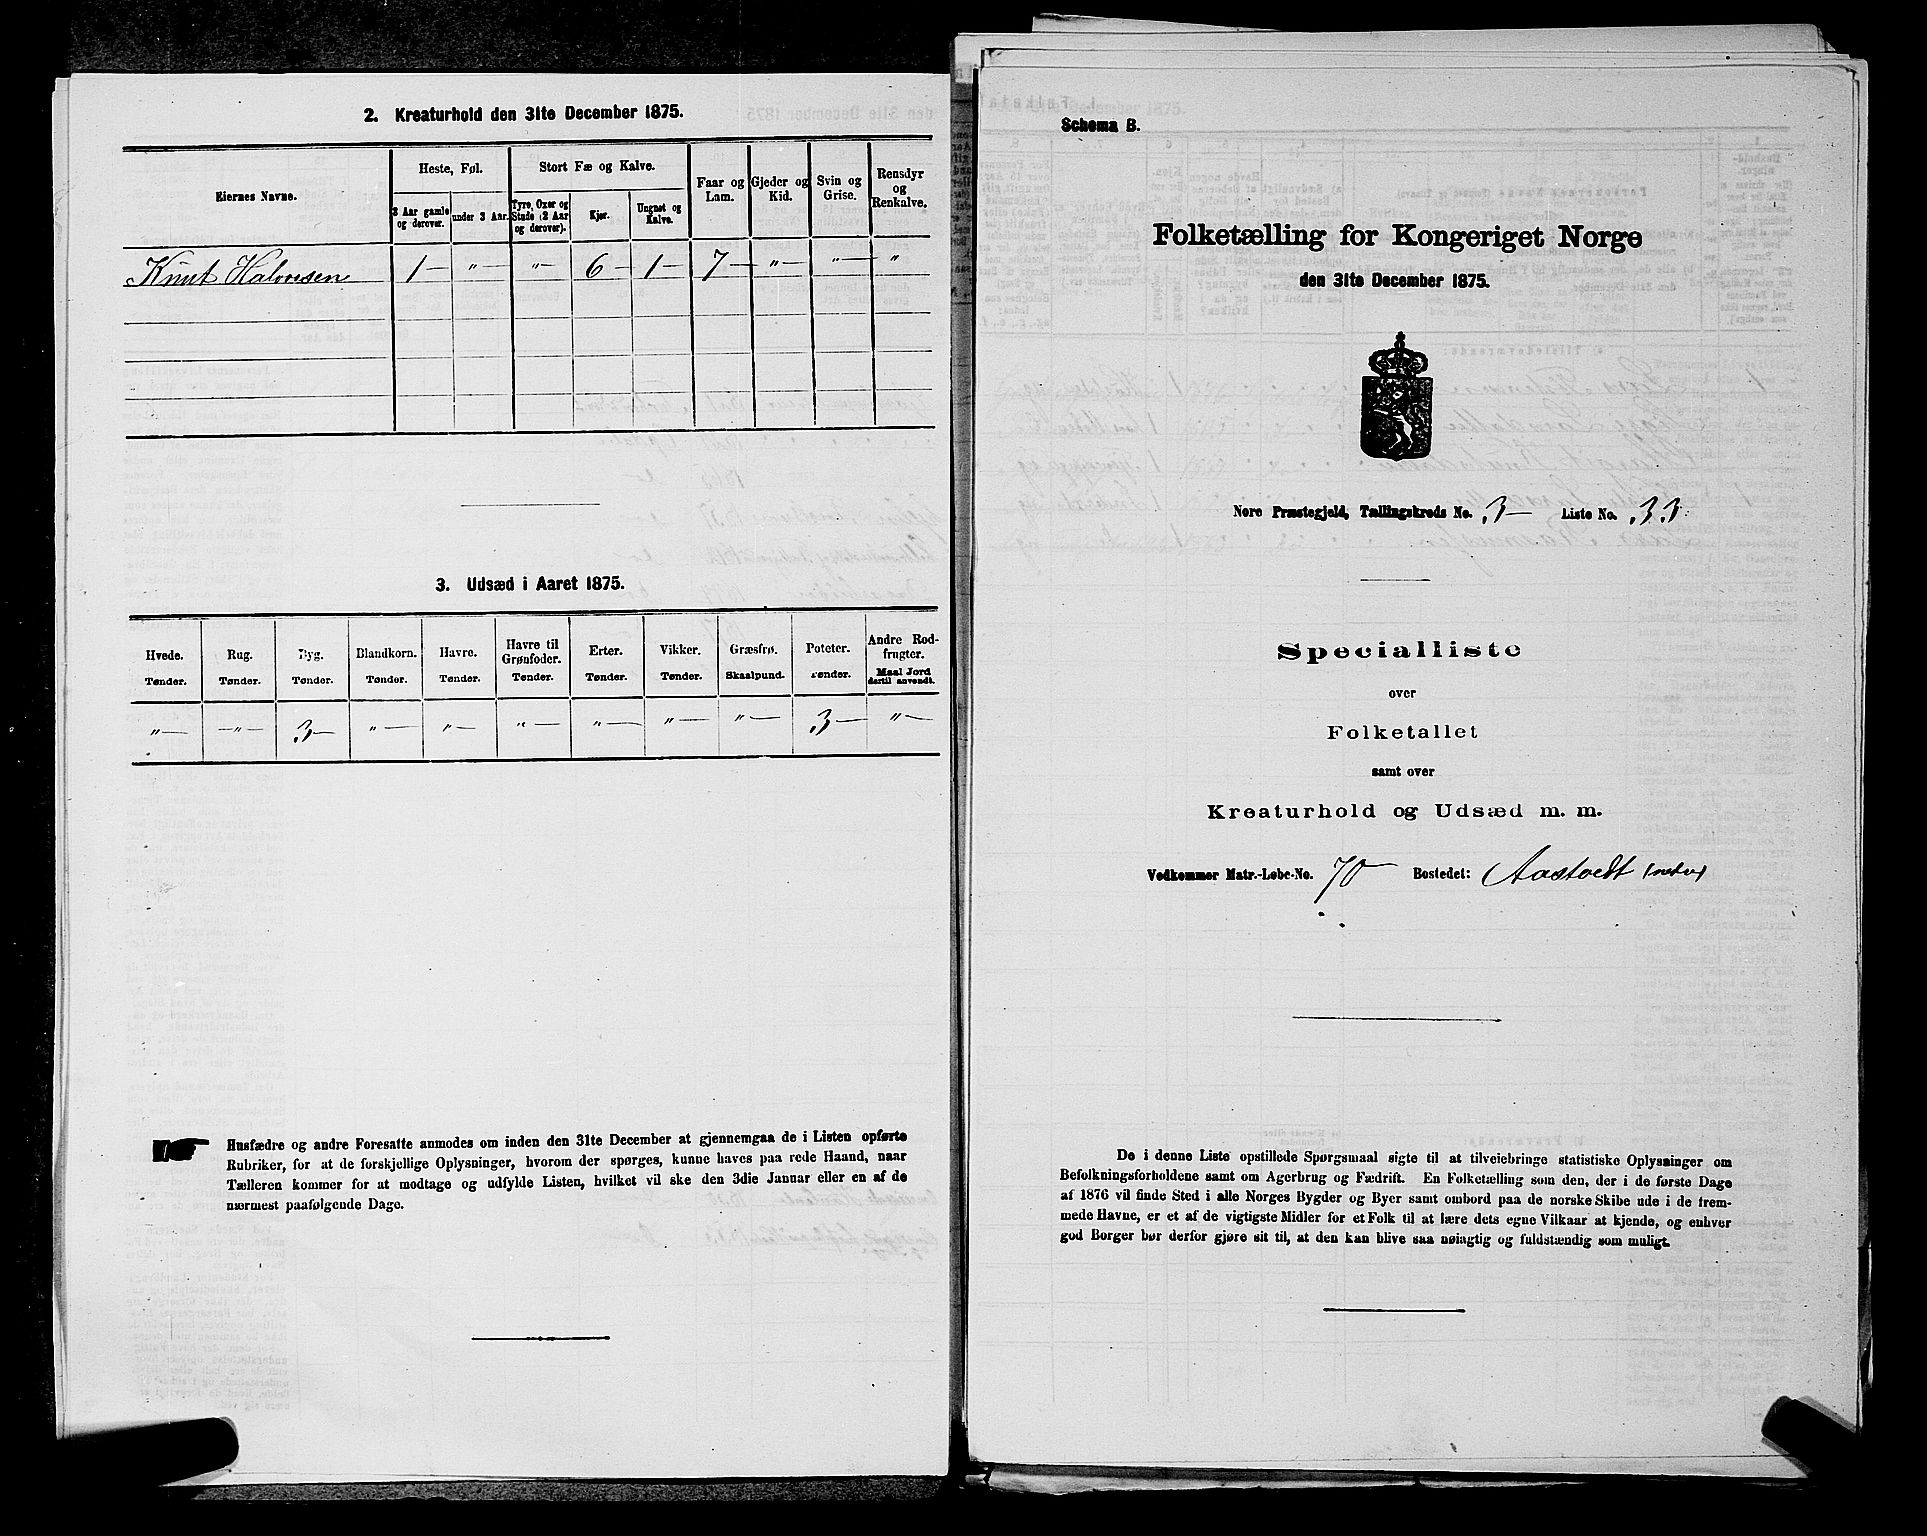 2. Kreaturhold den 31te December 1875.
Eiernes Navne.
Heste, Føl.
3 Aar gamle og derover.
under 3 Aar.
Stort Fæ og Kalve.
Tyre, Oxer og Stude (2 Aar og derover).
Kjør.
Ungnøt og Kalve.
Faar og Lam.
Gjeder og Kid.
Svin og Grise.
Rensdyr og Renkalve.
Knut Halvorsen 1 — " — " — 6 — 1 — 7 — " — " — "
3. Udsæd i Aaret 1875.
Hvede. Rug. Byg. Blandkorn. Havre. Havre til Grønfoder. Erter. Vikker. Græsfrø. Poteter. Andre Rodfrugter.
Tønder. Tønder. Tønder. Tønder. Tønder. Tønder. Tønder. Tønder. Skaalpund. Tønder. Maal Jord dertil anvendt.
" — " — 3 — " — " — " — " — " — " — 3 — " —
Husfædre og andre Foresatte anmodes om inden den 31te December at gjennemgaa de i Listen opførte
Rubriker, for at de forskjellige Oplysninger, hvorom der spørges, kunne haves paa rede Haand, naar
Tælleren kommer for at modtage og udfylde Listen, hvilket vil ske den 3die Januar eller en af de
nærmest paafølgende Dage.
Schema B.
Folketælling for Kongeriget Norge
den 31te December 1875.
Nore Præstegjeld, Tællingskreds No. 3 — Liste No. 33.
Specialliste
over
Folketallet
samt over
Kreaturhold og Udsæd m. m.
Vedkommer Matr.-Løbe-No. 70 — Bostedet: Aastvedt
De i denne Liste opstillede Spørgsmaal sigte til at tilveiebringe statistiske Oplysninger om
Befolkningsforholdene samt om Agerbrug og Fædrift. En Folketælling som den, der i de første Dage
af 1876 vil finde Sted i alle Norges Bygder og Byer samt ombord paa de norske Skibe ude i de frem-
mede Havne, er et af de vigtigste Midler for et Folk til at lære dets egne Vilkaar at kjende, og enhver
god Borger bør derfor gjøre sit til, at den kan blive saa nøiagtig og fuldstændig som muligt.